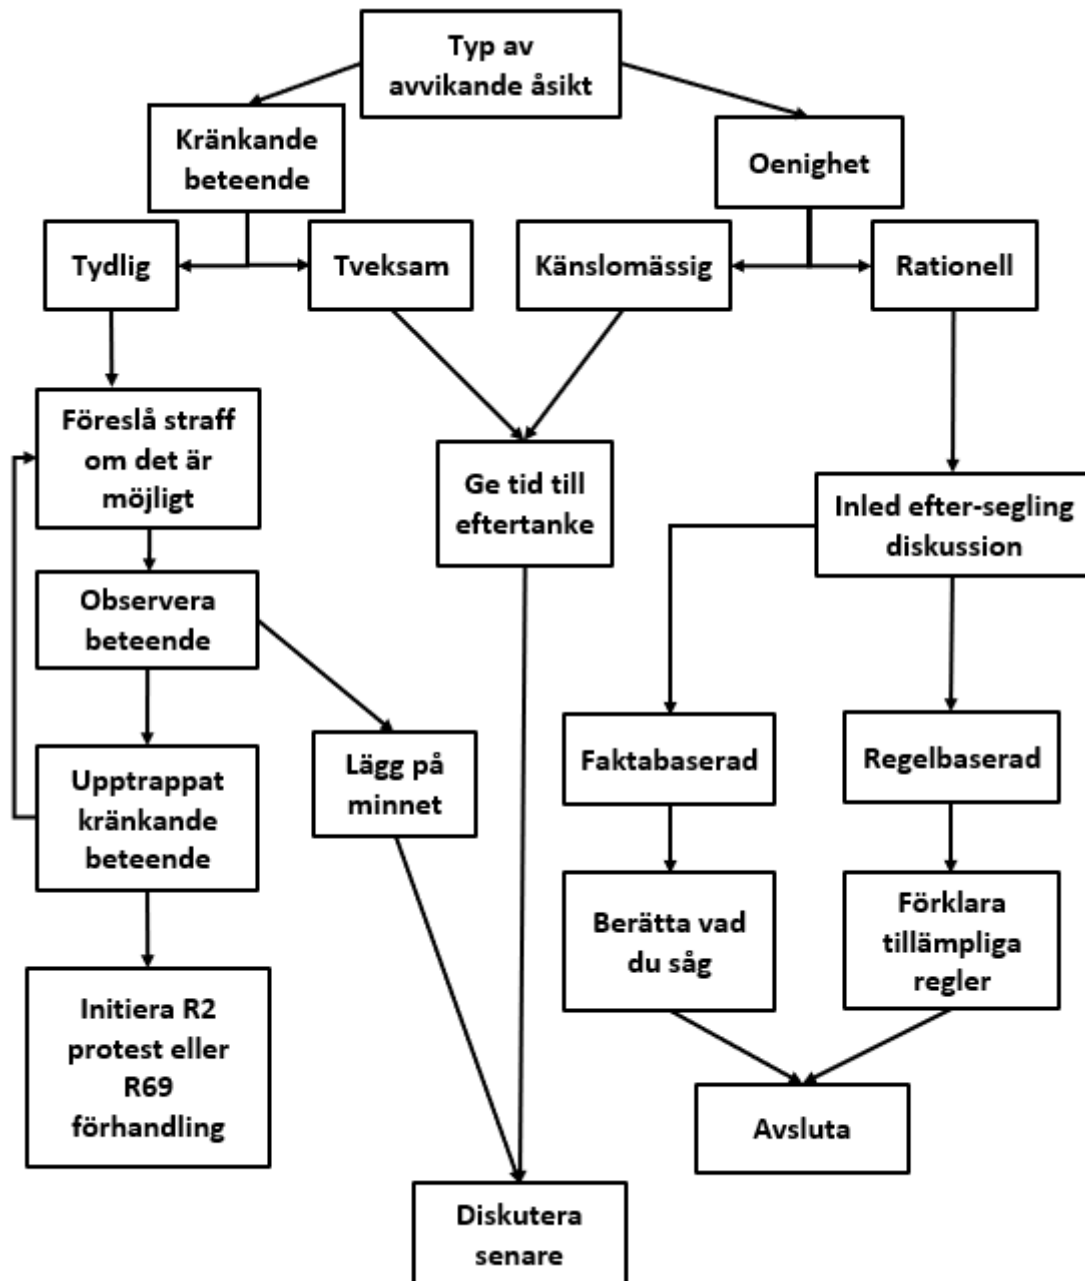 Typ av
avvikande åsikt
Kränkande
beteende
Oenighet
Tydlig
Tveksam
Känslomässig
Rationell
Föreslå straff
om det är
möjligt
Ge tid till
eftertanke
Inled efter-segling
diskussion
Observera
beteende
Upptrappat
kränkande
beteende
Lägg på
minnet
Faktabaserad
Regelbaserad
Berätta vad
du såg
Förklara
tillämpliga
regler
Initiera R2
protest eller
R69
förhandling
Avsluta
Diskutera
senare